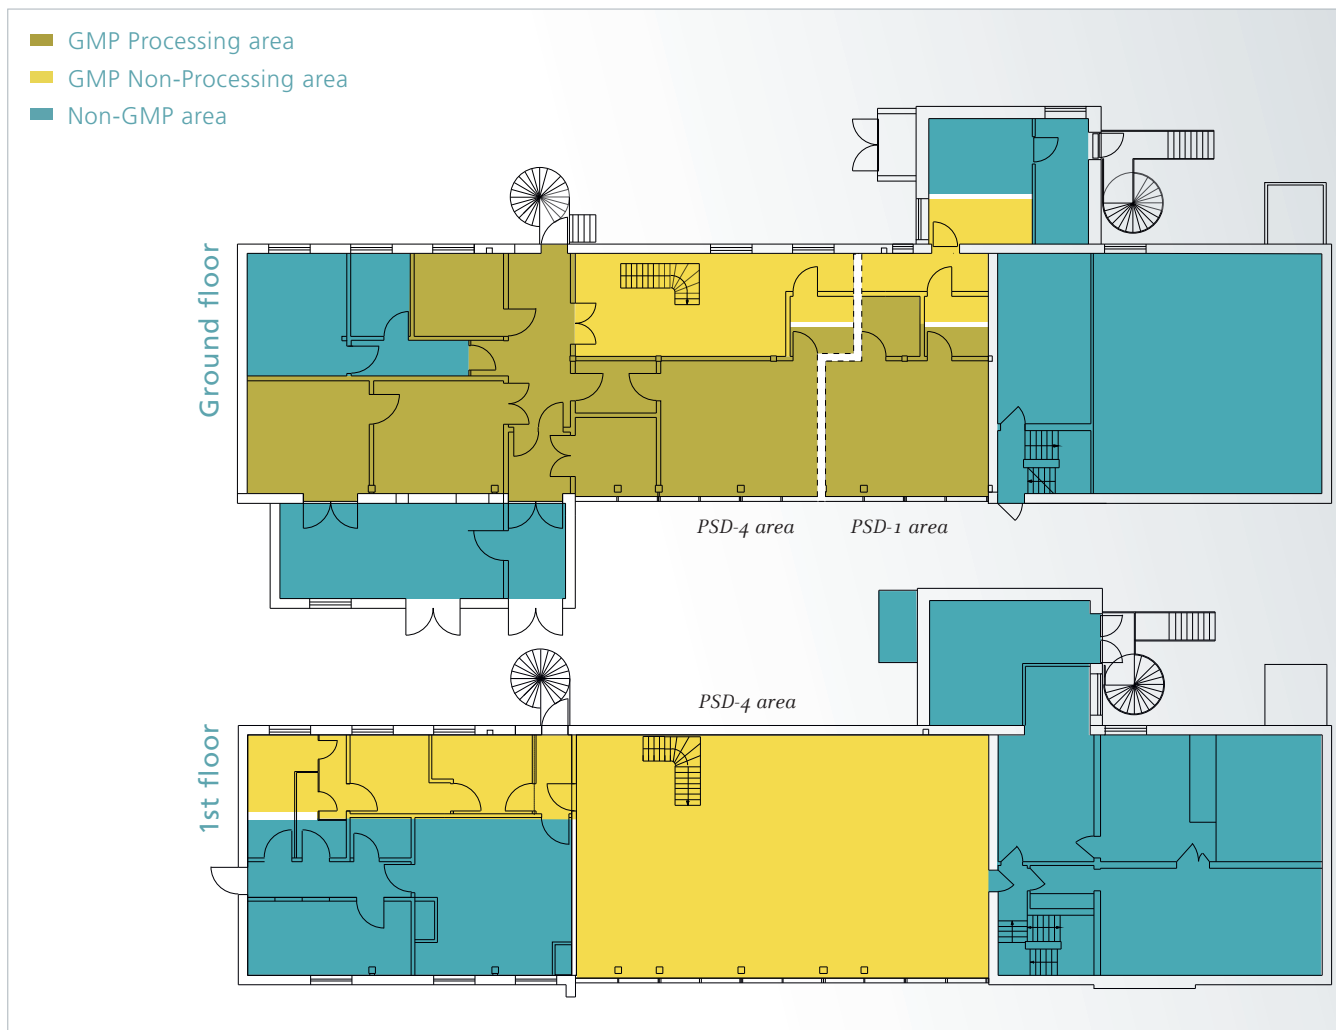 GMP Processing area
GMP Non-Processing area
Non-GMP area
Ground floor
PSD-4 area
PSD-1 area
1st floor
PSD-4 area